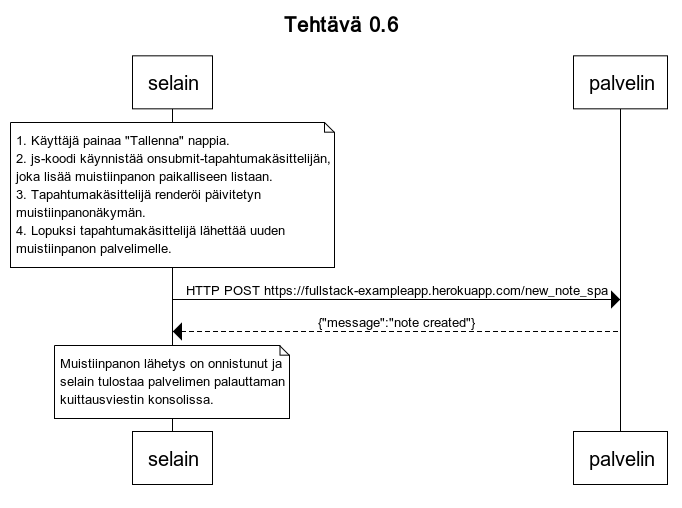 Tehtävä 0.6
selain
palvelin
1. Käyttäjä painaa "Tallenna" nappia.
2. js-koodi käynnistää onsubmit-tapahtumakäsittelijän,
joka lisää muistiinpanon paikalliseen listaan.
3. Tapahtumakäsittelijä renderöi päivitetyn
muistiinpanonäkymän.
4. Lopuksi tapahtumakäsittelijä lähettää uuden
muistiinpanon palvelimelle.
HTTP POST https://fullstack-exampleapp.herokuapp.com/new_note_spa
{"message":"note created"}
Muistiinpanon lähetys on onnistunut ja
selain tulostaa palvelimen palauttaman
kuittausviestin konsolissa.
selain
palvelin